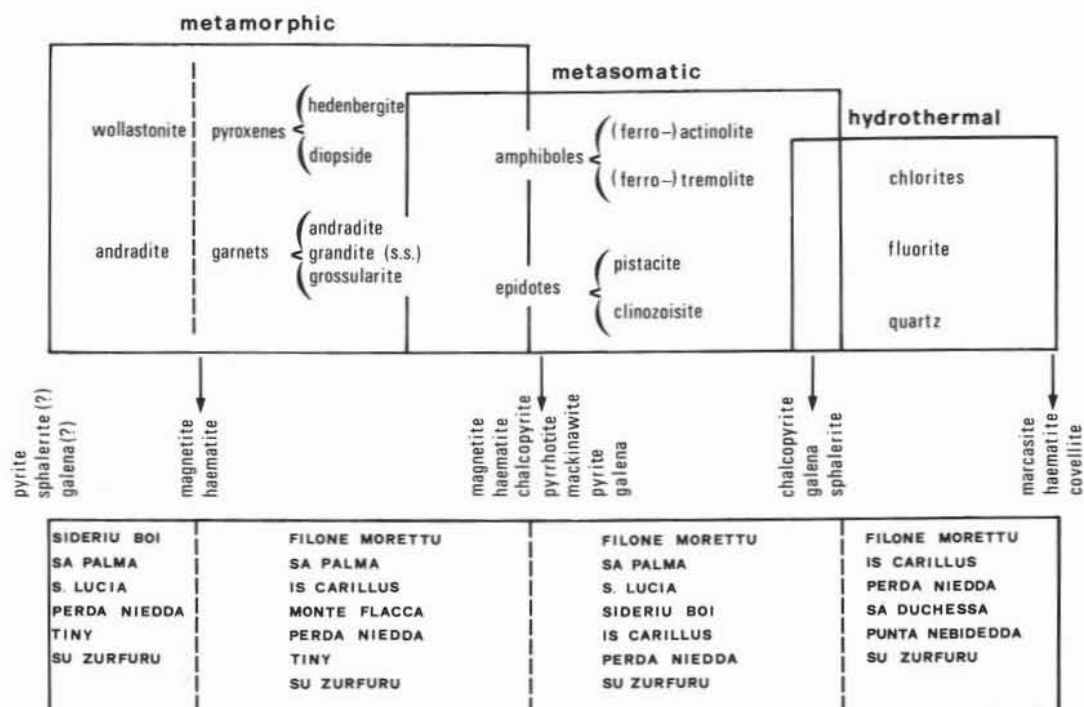 metamorphic
metasomatic
hydrothermal
wollastonite
andradite
pyroxenes
hedenbergite
diopside
garnets
andradite
grandite (s.s.)
grossularite
amphiboles
(ferro-) actinolite
(ferro-) tremolite
epidotes
pistacite
clinozoisite
chlorites
fluorite
quartz
pyrite
sphalerite(?)
galena(?)
magnetite
haematite
magnetite
haematite
chalcopyrite
pyrrhotite
mackinawite
pyrite
galena
chalcopyrite
galena
sphalerite
marcasite
haematite
covellite
SIDERIU BOI
SA PALMA
S. LUCIA
PERDA NIEDDA
TINY
SU ZURFURU
FILONE MORETTU
SA PALMA
IS CARILLUS
MONTE FLACCA
PERDA NIEDDA
TINY
SU ZURFURU
FILONE MORETTU
SA PALMA
S. LUCIA
SIDERIU BOI
IS CARILLUS
PERDA NIEDDA
SU ZURFURU
FILONE MORETTU
IS CARILLUS
PERDA NIEDDA
SA DUCHESSA
PUNTA NEBIDEDDA
SU ZURFURU